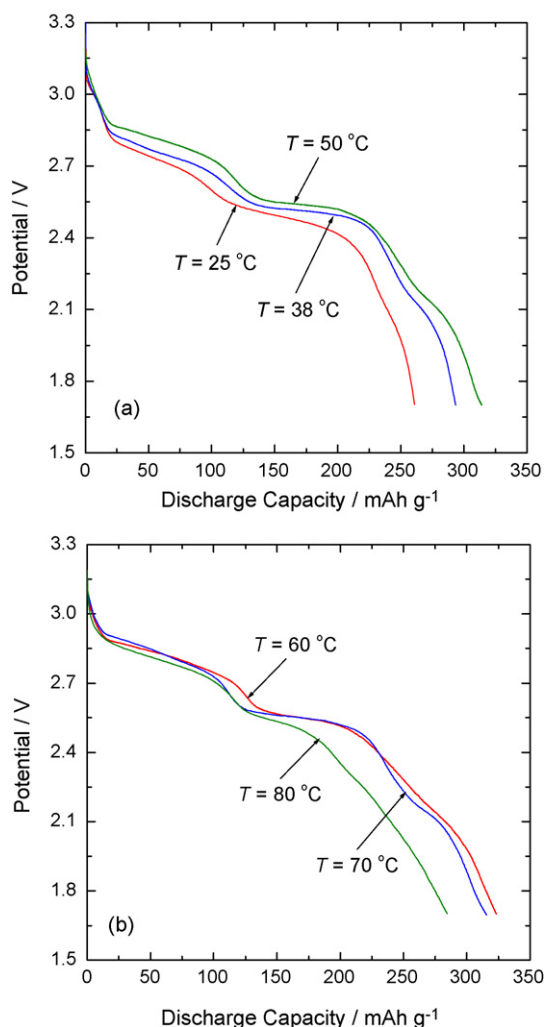 3.3
3.0
2.7
2.4
2.1
1.8
1.5
Potential / V
T = 50 °C
T = 25 °C
T = 38 °C
(a)
0 50 100 150 200 250 300 350
Discharge Capacity / mAh g-1
3.3
3.0
2.7
2.4
2.1
1.8
1.5
Potential / V
T = 60 °C
T = 80 °C
T = 70 °C
(b)
0 50 100 150 200 250 300 350
Discharge Capacity / mAh g-1